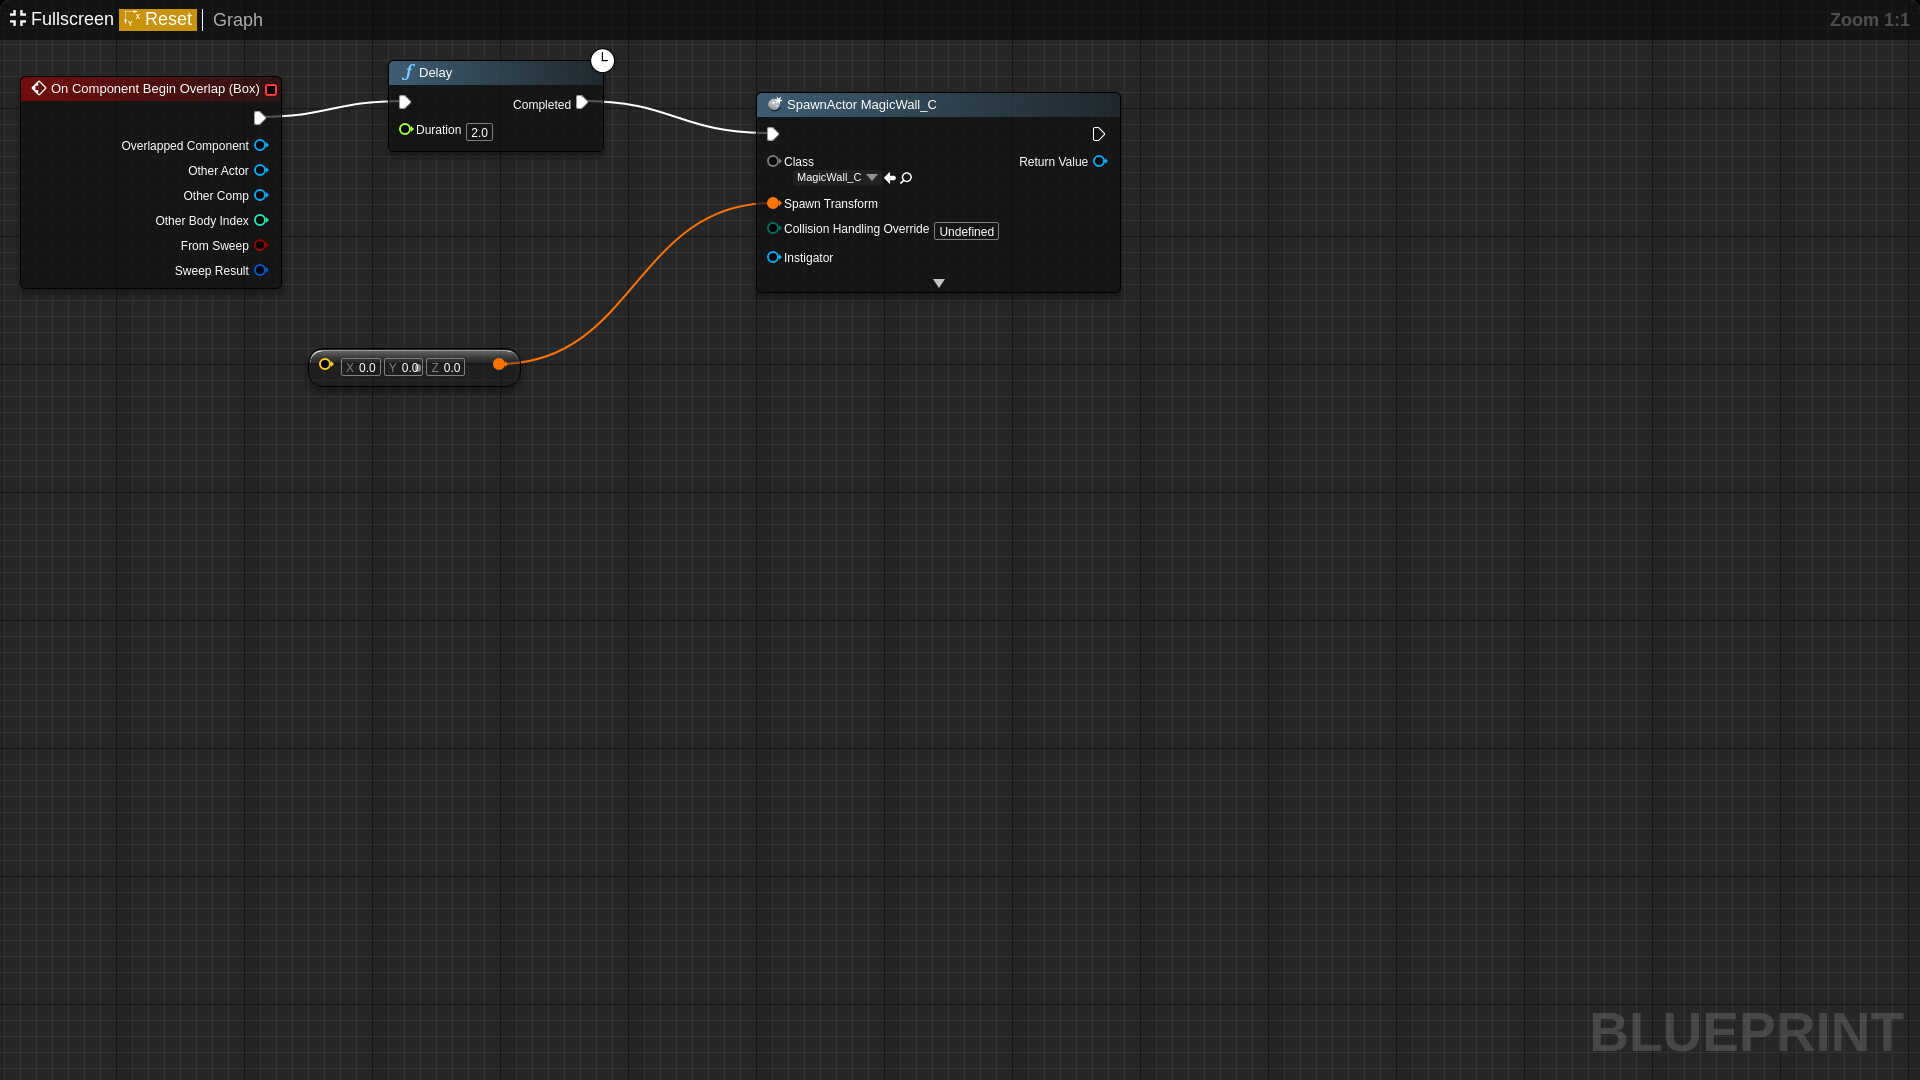 Fullscreen Reset Graph Zoom 1:1
On Component Begin Overlap (Box)
Overlapped Component
Other Actor
Other Comp
Other Body Index
From Sweep
Sweep Result
Delay
Completed
Duration 2.0
SpawnActor MagicWall_C
Class Return Value
MagicWall_C
Spawn Transform
Collision Handling Override Undefined
Instigator
X 0.0 Y 0.0 Z 0.0
BLUEPRINT